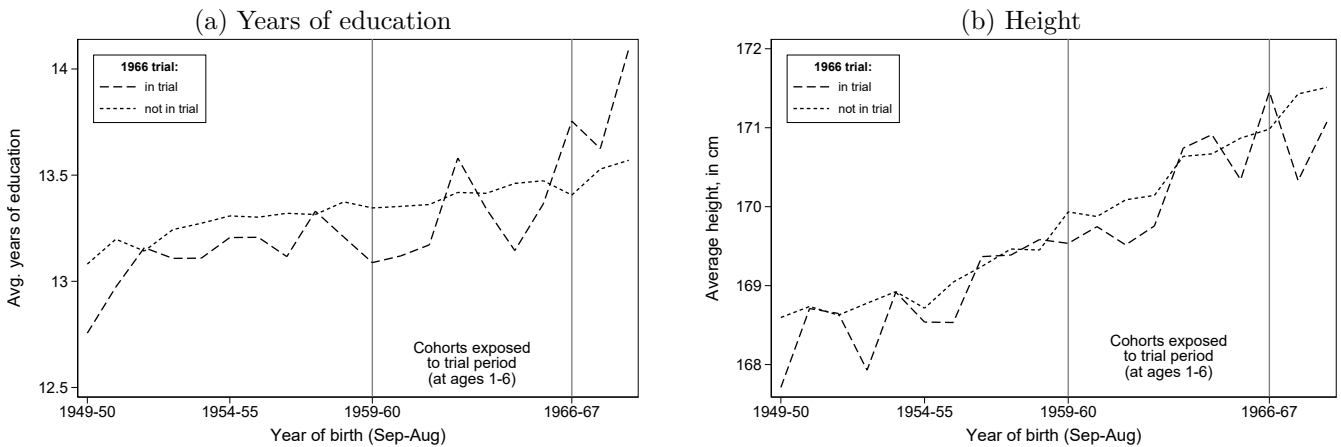 (a) Years of education
14
13.5
13
12.5
Avg. years of education
1966 trial:
in trial
not in trial
Cohorts exposed
to trial period
(at ages 1-6)
1949-50 1954-55 1959-60 1966-67
Year of birth (Sep-Aug)
(b) Height
172
171
170
169
168
Average height, in cm
1966 trial:
in trial
not in trial
Cohorts exposed
to trial period
(at ages 1-6)
1949-50 1954-55 1959-60 1966-67
Year of birth (Sep-Aug)